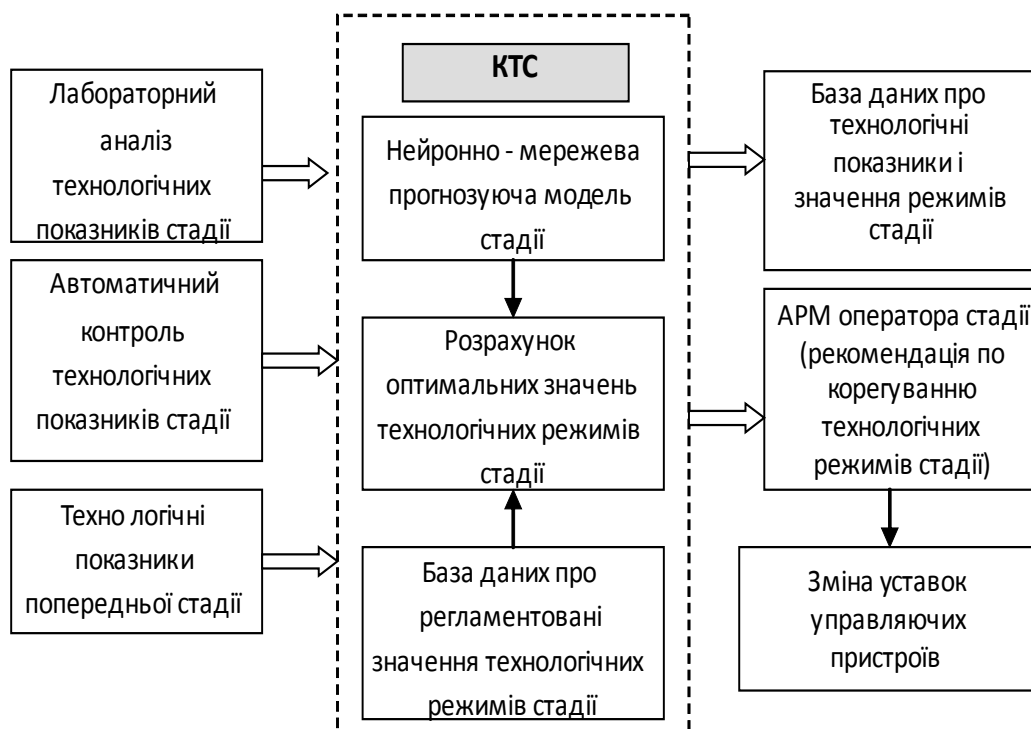 Лабораторний
аналіз
технологічних
показників стадії
Автоматичний
контроль
технологічних
показників стадії
Техно логічні
показники
попередньої стадії
КТС
Нейронно - мережева
прогнозуюча модель
стадії
Розрахунок
оптимальних значень
технологічних режимів
стадії
База даних про
регламентовані
значення технологічних
режимів стадії
База даних про
технологічні
показники і
значення режимів
стадії
АРМ оператора стадії
(рекомендація по
корегуванню
технологічних
режимів стадії)
Зміна уставок
управляючих
пристроїв